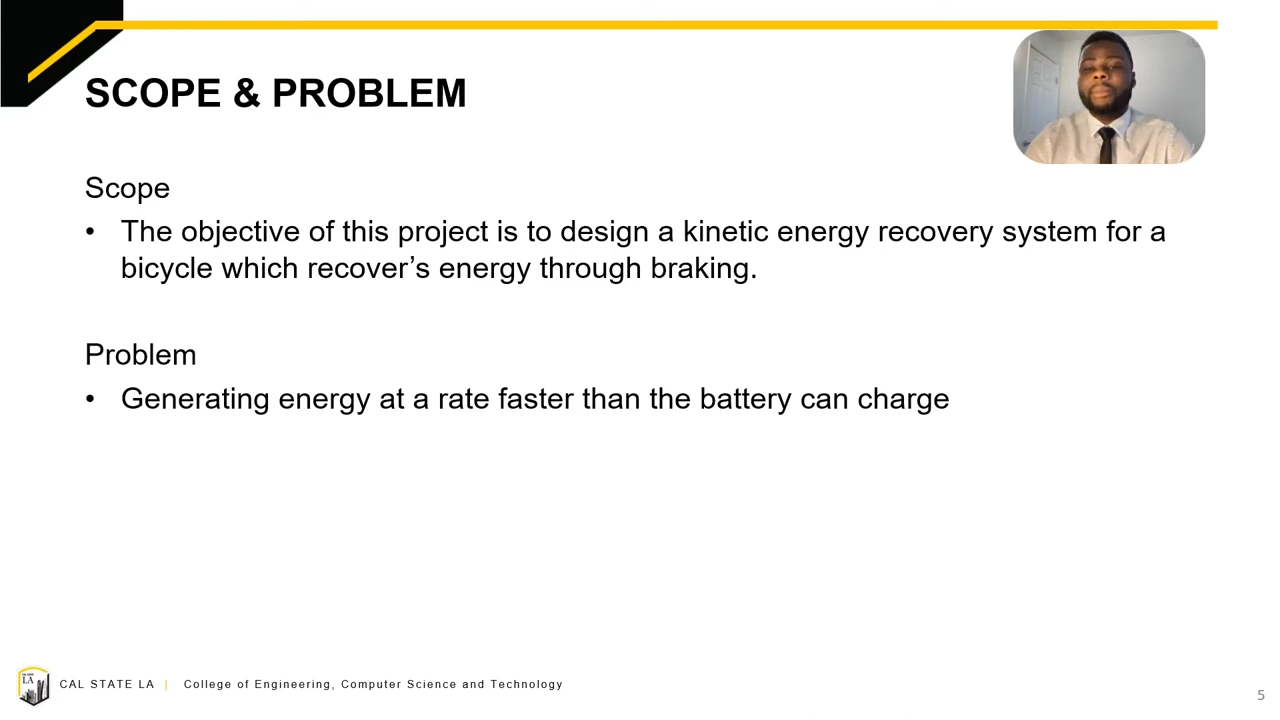 SCOPE & PROBLEM
Scope
• The objective of this project is to design a kinetic energy recovery system for a
bicycle which recover’s energy through braking.
Problem
• Generating energy at a rate faster than the battery can charge
LA
CAL STATE LA | College of Engineering, Computer Science and Technology
5